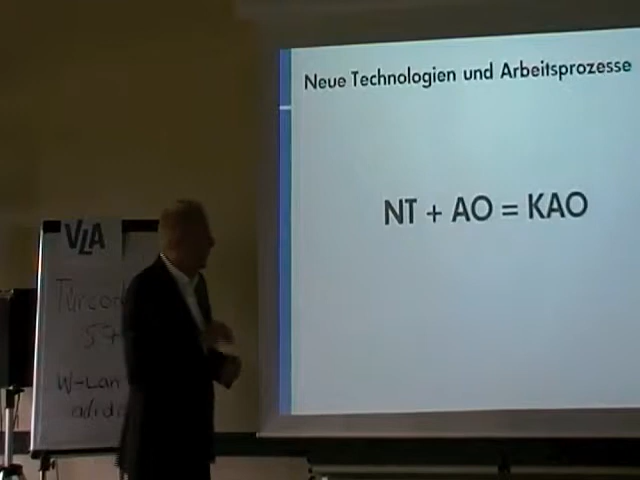 Neue Technologien und Arbeitsprozesse
NT + AO = KAO
VLA
W-Lan